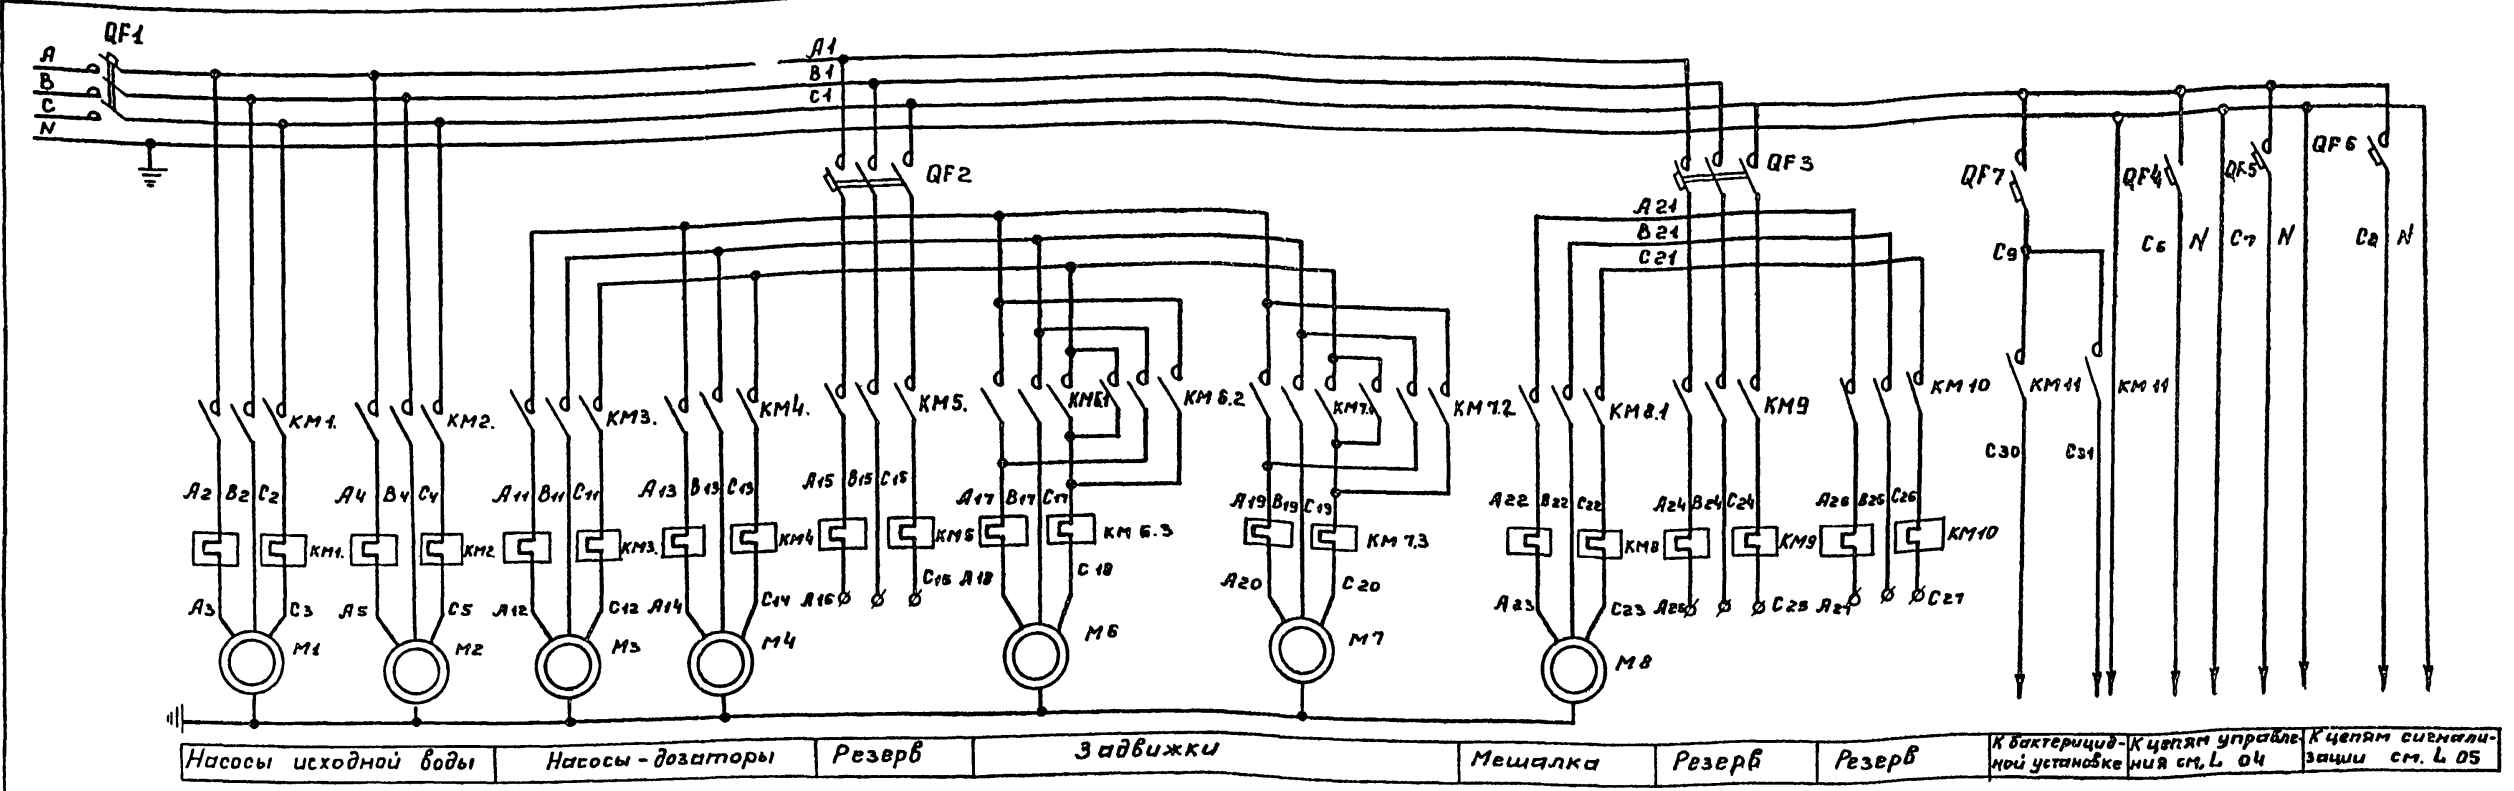 QF1
A
B
C
N
A1
B1
C1
QF2
QF3
QF7
QF4
QF5
QF6
A21
B21
C21
C9
C6 N C7 N C8 N
KM1.
KM2.
KM3.
KM4.
KM5.
KM6.1
KM6.2
KM7.1
KM7.2
KM8.1
KM9
KM10
KM11
KM11
C30
C31
A2 B2 C2
A4 B4 C4
A11 B11 C11
A13 B13 C13
A15 B15 C15
A17 B17 C17
A19 B19 C19
A22 B22 C22
A24 B24 C24
A26 B26 C26
KM1.
KM2.
KM3.
KM4
KM5
KM6.3
KM7.3
KM8
KM9
KM10
A3 C3
A5 C5
A12 C12
A14 C14
A16 C16
A18 C18
A20 C20
A23 C23
A25 C25
A27 C27
M1
M2
M3
M4
M6
M7
M8
Насосы исходной воды
Насосы-дозаторы
Резерв
Задвижки
Мешалка
Резерв
Резерв
К бактерицид-
ной установке
К цепям управле-
ния см. L 04
К цепям сигнали-
зации см. L 05